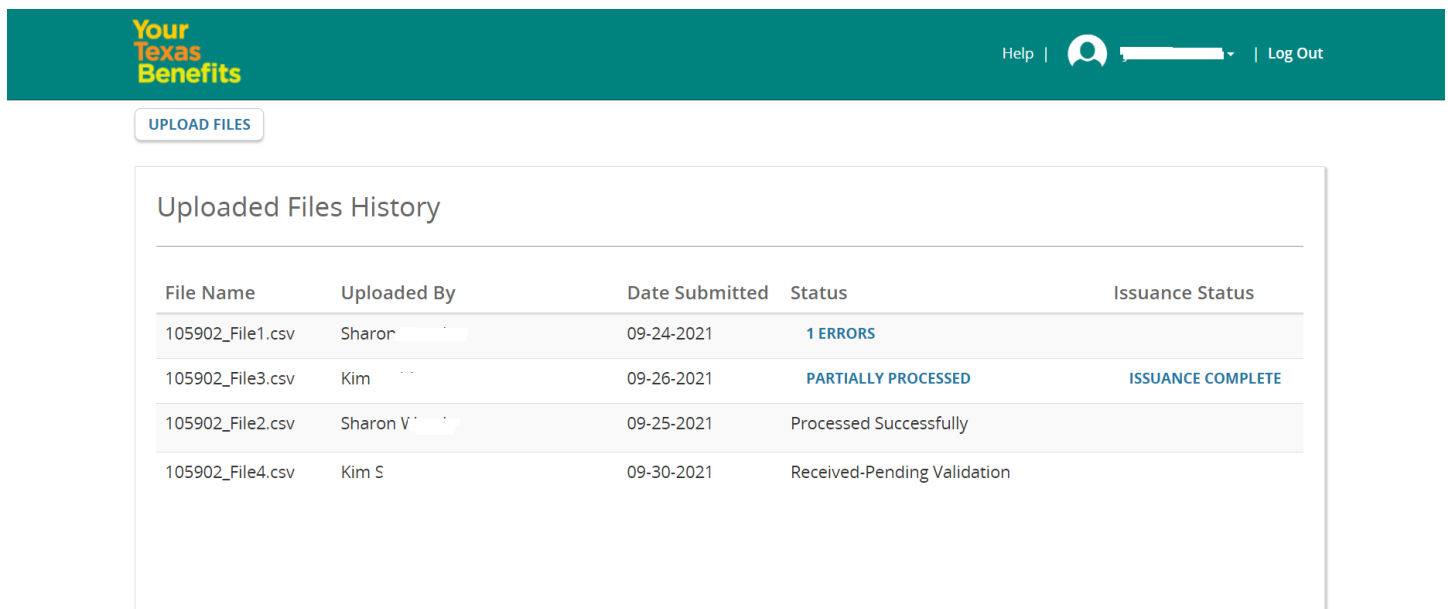 Your
Texas
Benefits
Help | | Log Out
UPLOAD FILES
Uploaded Files History
File Name Uploaded By Date Submitted Status Issuance Status
105902_File1.csv Sharon 09-24-2021 1 ERRORS
105902_File3.csv Kim 09-26-2021 PARTIALLY PROCESSED ISSUANCE COMPLETE
105902_File2.csv Sharon 09-25-2021 Processed Successfully
105902_File4.csv Kim S 09-30-2021 Received-Pending Validation